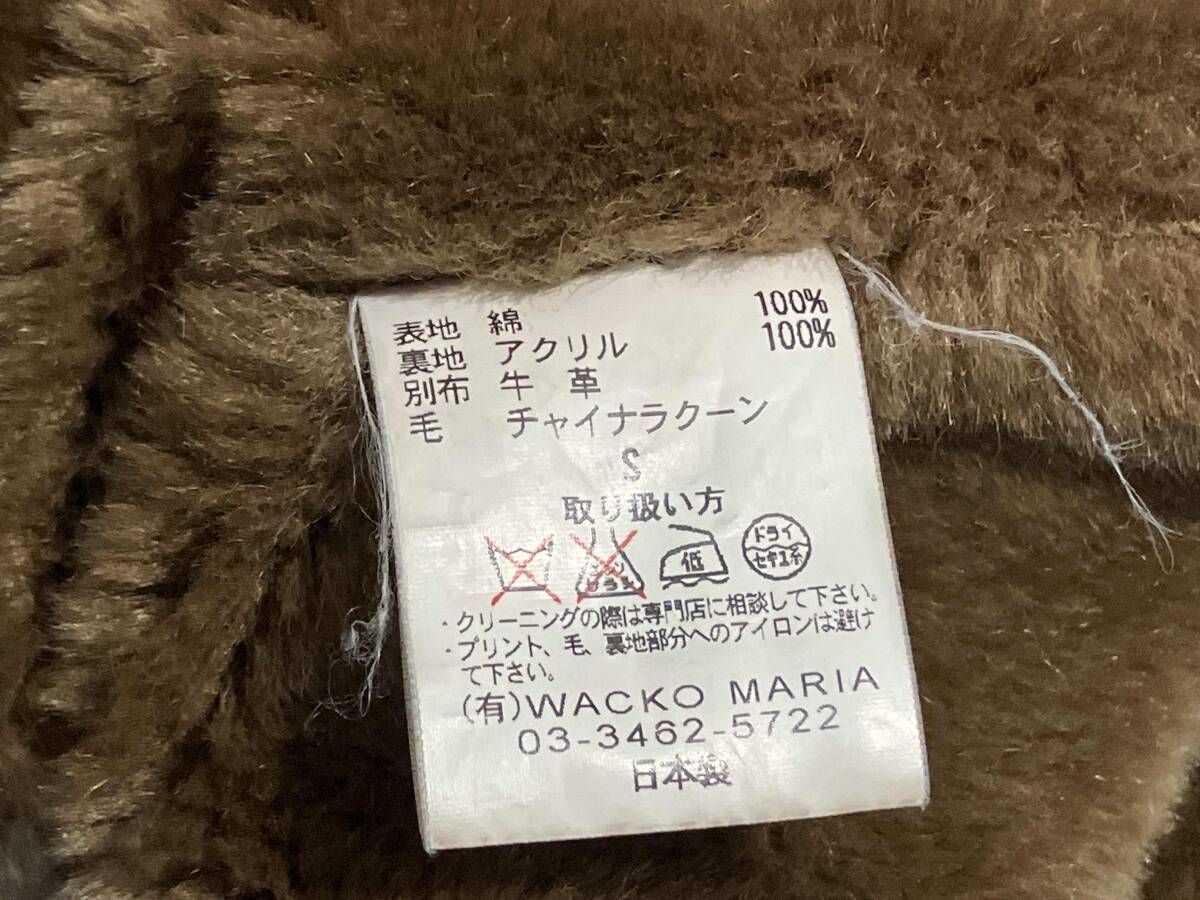 表地 綿 100%
裏地 アクリル 100%
別布 牛 革
毛 チャイナラクーン
S
取り扱い方
低
ドライ
セキユ系
・クリーニングの際は専門店に相談して下さい。
・プリント、毛、裏地部分へのアイロンは避け
て下さい。
(有)WACKO MARIA
03-3462-5722
日本製